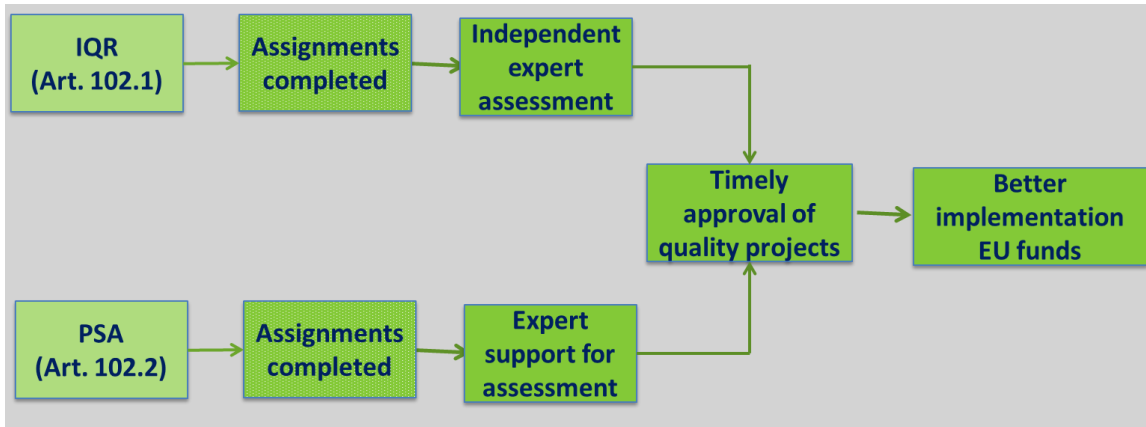 IQR
(Art. 102.1)
Assignments
completed
Independent
expert
assessment
Timely
approval of
quality projects
Better
implementation
EU funds
PSA
(Art. 102.2)
Assignments
completed
Expert
support for
assessment